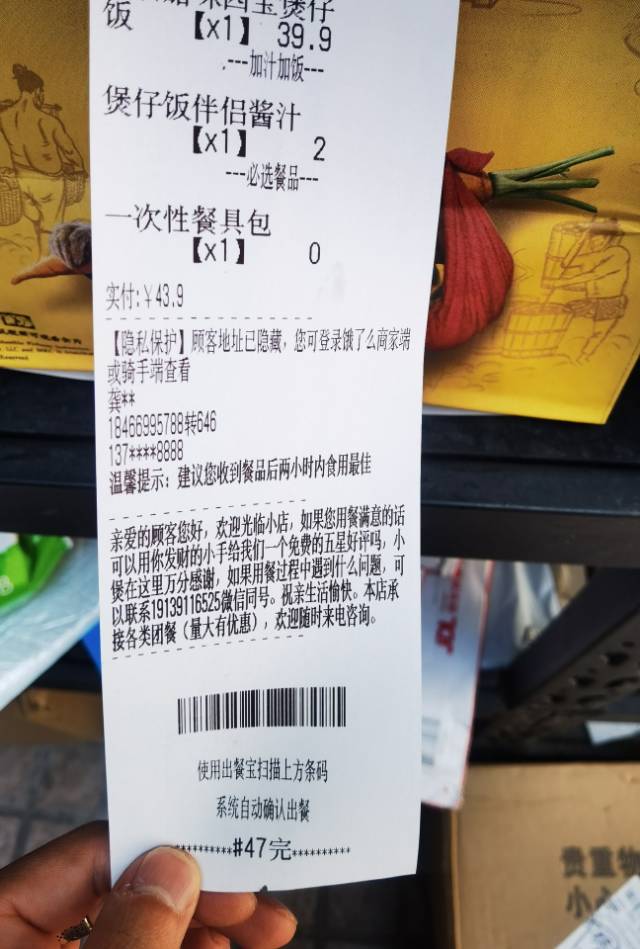 味四宝煲仔
饭 【x1】 39.9
---加汁加饭---
煲仔饭伴侣酱汁
【x1】 2
---必选餐品---
一次性餐具包
【x1】 0
实付:￥43.9
【隐私保护】顾客地址已隐藏，您可登录饿了么商家端
或骑手端查看
龚**
18466995788转646
137****8888
温馨提示：建议您收到餐品后两小时内食用最佳
亲爱的顾客您好，欢迎光临小店，如果您用餐满意的话
可以用你发财的小手给我们一个免费的五星好评吗，小
煲在这里万分感谢，如果用餐过程中遇到什么问题，可
以联系19139116525微信同号。祝亲生活愉快。本店承
接各类团餐（量大有优惠），欢迎随时来电咨询。
使用出餐宝扫描上方条码
系统自动确认出餐
**********#47完**********
贵重物
小心